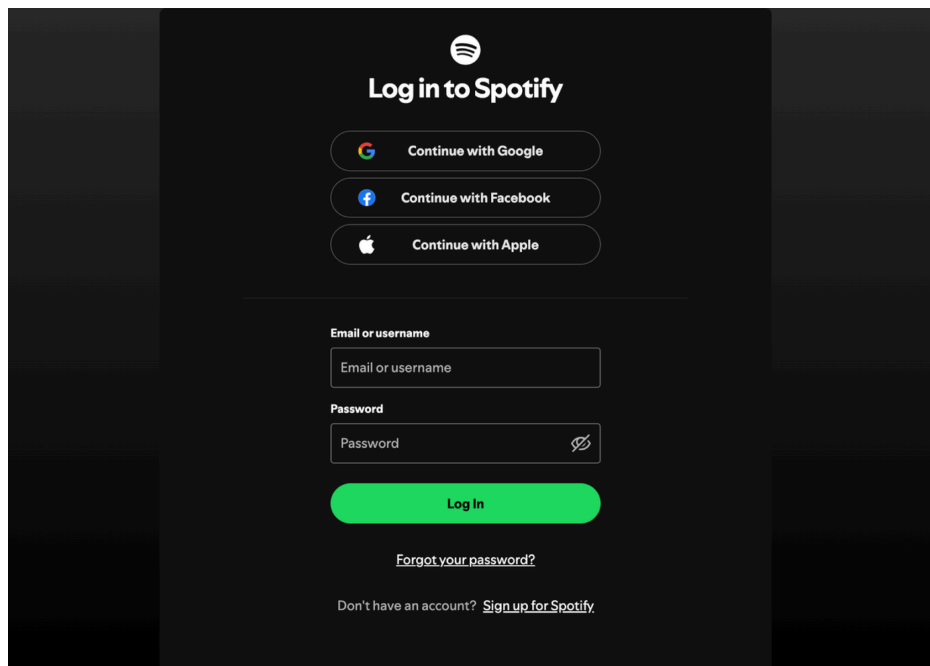 Log in to Spotify
Continue with Google
Continue with Facebook
Continue with Apple
Email or username
Email or username
Password
Password
Log In
Forgot your password?
Don't have an account? Sign up for Spotify